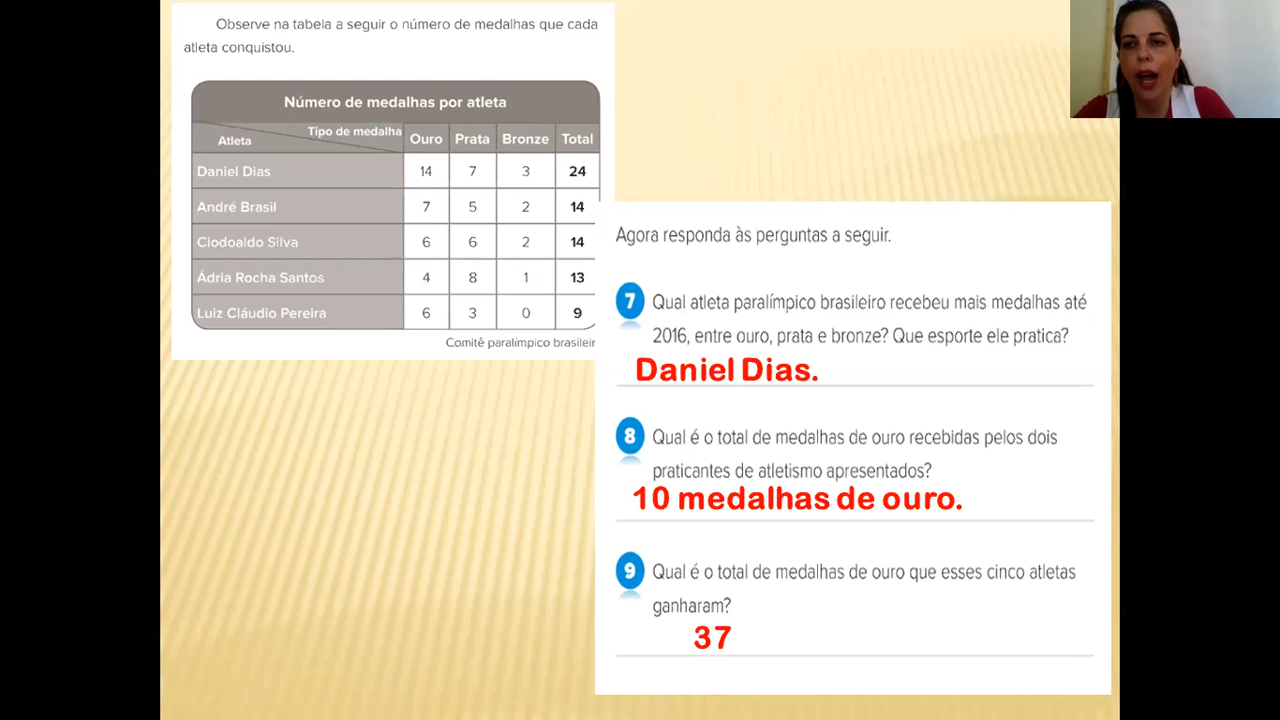 Observe na tabela a seguir o número de medalhas que cada
atleta conquistou.
Número de medalhas por atleta
Atleta Tipo de medalha Ouro Prata Bronze Total
Daniel Dias 14 7 3 24
André Brasil 7 5 2 14
Clodoaldo Silva 6 6 2 14
Ádria Rocha Santos 4 8 1 13
Luiz Cláudio Pereira 6 3 0 9
Comitê paralímpico brasileir
Agora responda às perguntas a seguir.
7 Qual atleta paralímpico brasileiro recebeu mais medalhas até
2016, entre ouro, prata e bronze? Que esporte ele pratica?
Daniel Dias.
8 Qual é o total de medalhas de ouro recebidas pelos dois
praticantes de atletismo apresentados?
10 medalhas de ouro.
9 Qual é o total de medalhas de ouro que esses cinco atletas
ganharam?
37